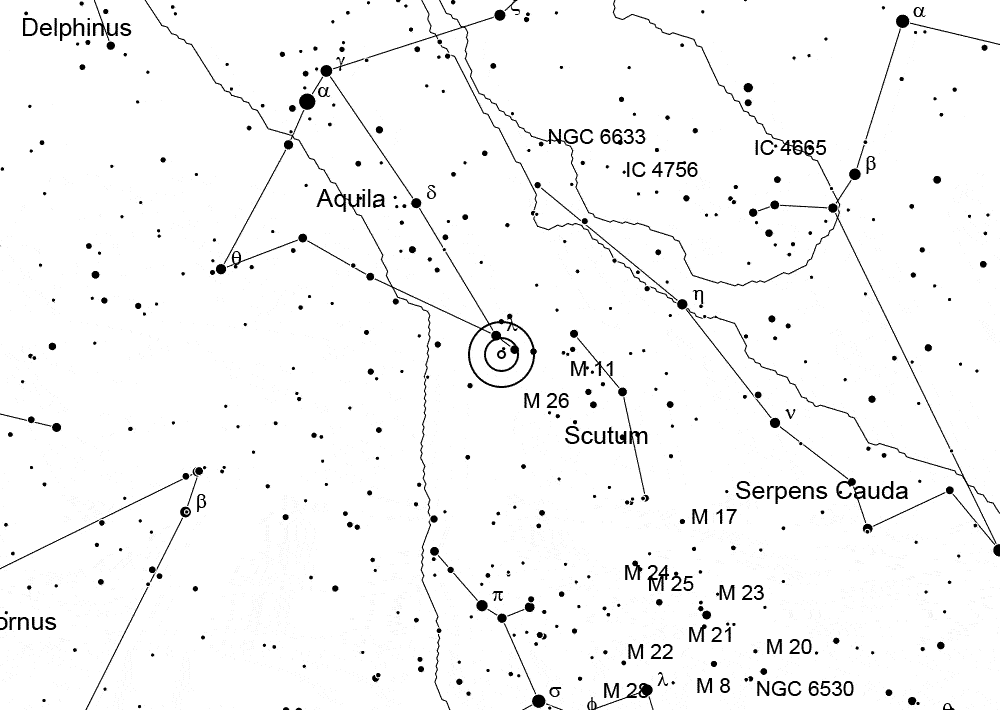 ς
α
Delphinus
γ
α
NGC 6633
IC 4665
β
IC 4756
Aquila
δ
θ
η
λ
M 11
M 26
ν
Scutum
Serpens Cauda
β
M 17
M 24
M 25
M 23
π
ornus
M 21
M 22
M 20
λ
M 8
NGC 6530
M 28
σ
φ
θ